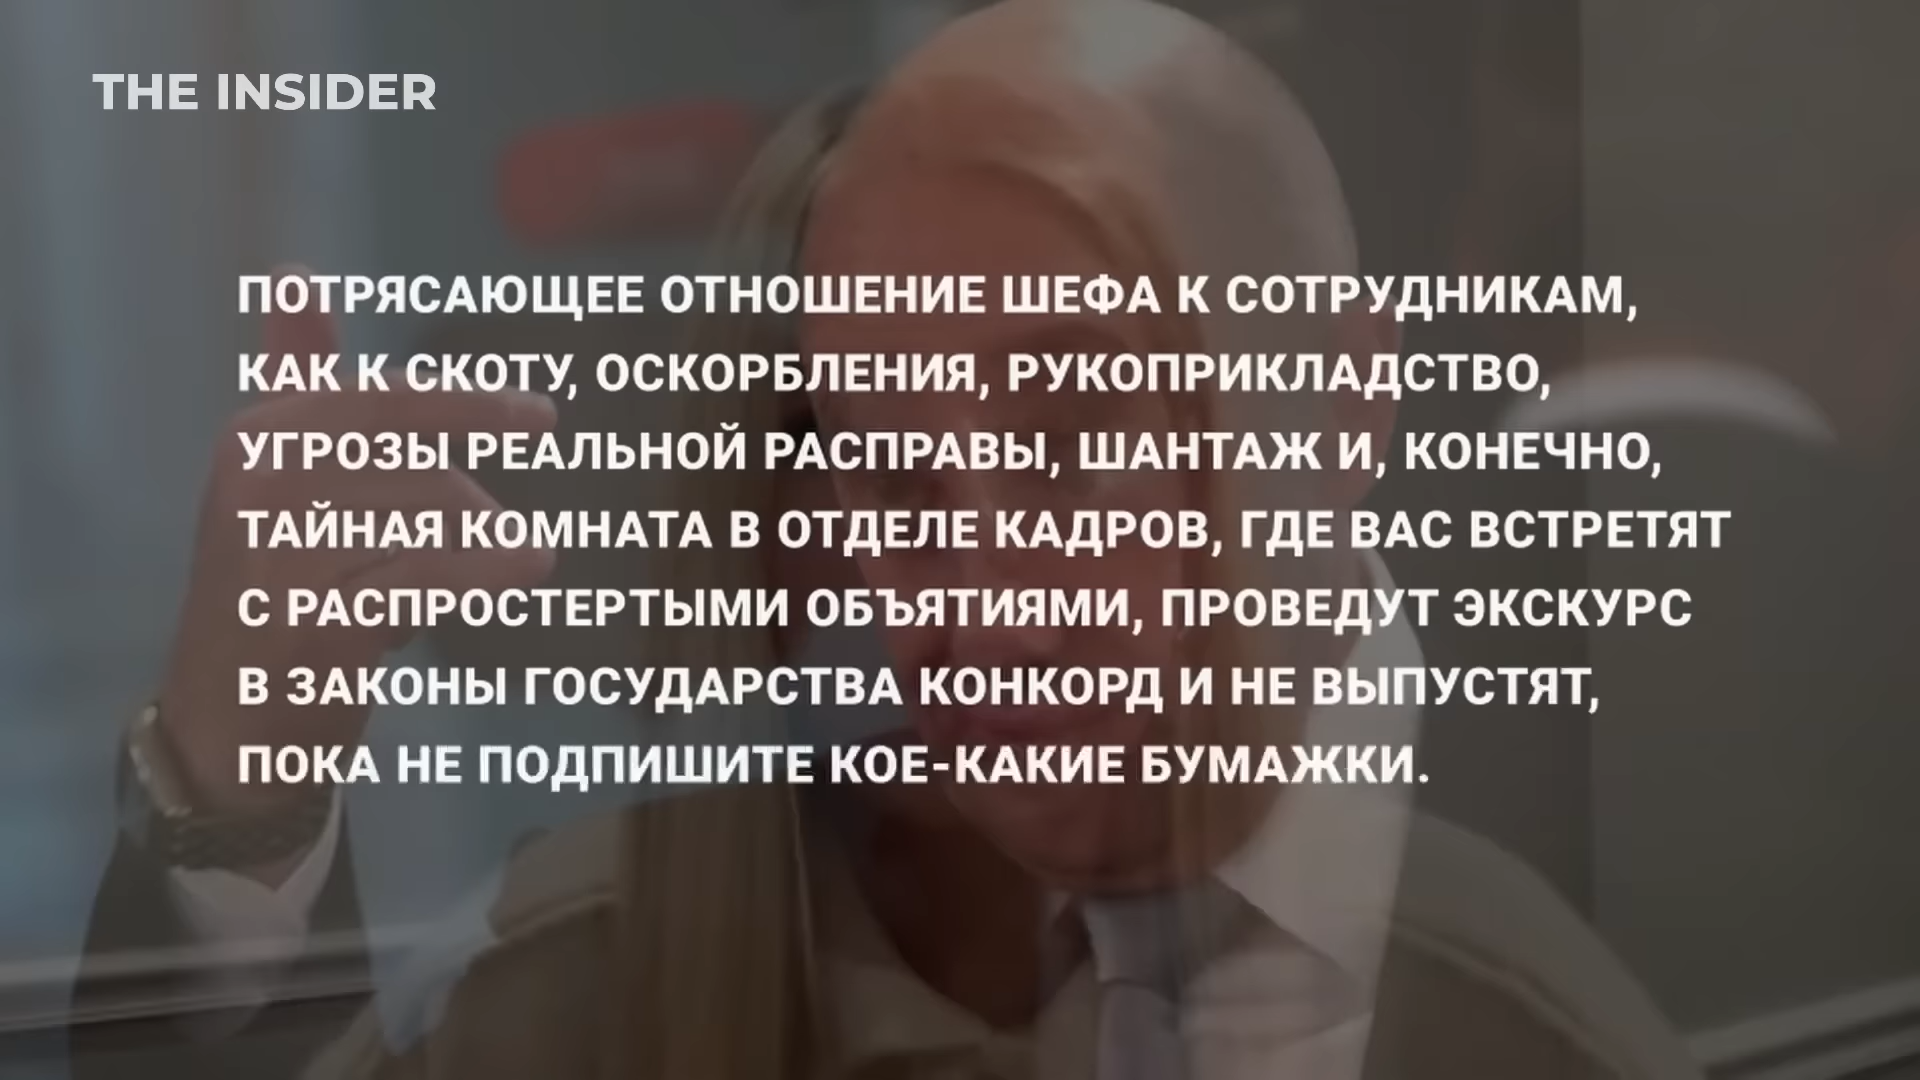 THE INSIDER
ПОТРЯСАЮЩЕЕ ОТНОШЕНИЕ ШЕФА К СОТРУДНИКАМ,
КАК К СКОТУ, ОСКОРБЛЕНИЯ, РУКОПРИКЛАДСТВО,
УГРОЗЫ РЕАЛЬНОЙ РАСПРАВЫ, ШАНТАЖ И, КОНЕЧНО,
ТАЙНАЯ КОМНАТА В ОТДЕЛЕ КАДРОВ, ГДЕ ВАС ВСТРЕТЯТ
С РАСПРОСТЕРТЫМИ ОБЪЯТИЯМИ, ПРОВЕДУТ ЭКСКУРС
В ЗАКОНЫ ГОСУДАРСТВА КОНКОРД И НЕ ВЫПУСТЯТ,
ПОКА НЕ ПОДПИШИТЕ КОЕ-КАКИЕ БУМАЖКИ.